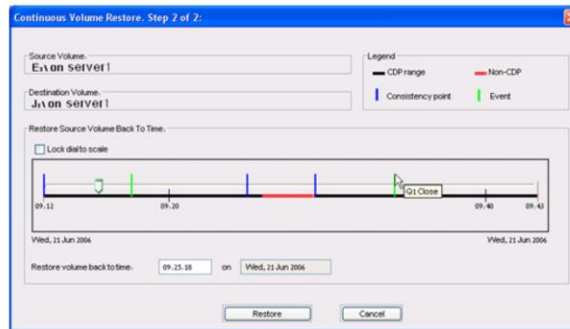 Continuous Volume Restore. Step 2 of 2:
Source Volume.
E:\ on server1
Destination Volume.
J:\ on server1
Legend
CDP range
Non-CDP
Consistency point
Event
Restore Source Volume Back To Time.
Lock dial to scale
Q1 Close
09.12
09.20
09.40
09.43
Wed, 21 Jun 2006
Wed, 21 Jun 2006
Restore volume back to time.
09.25.18
on
Wed, 21 Jun 2006
Restore
Cancel